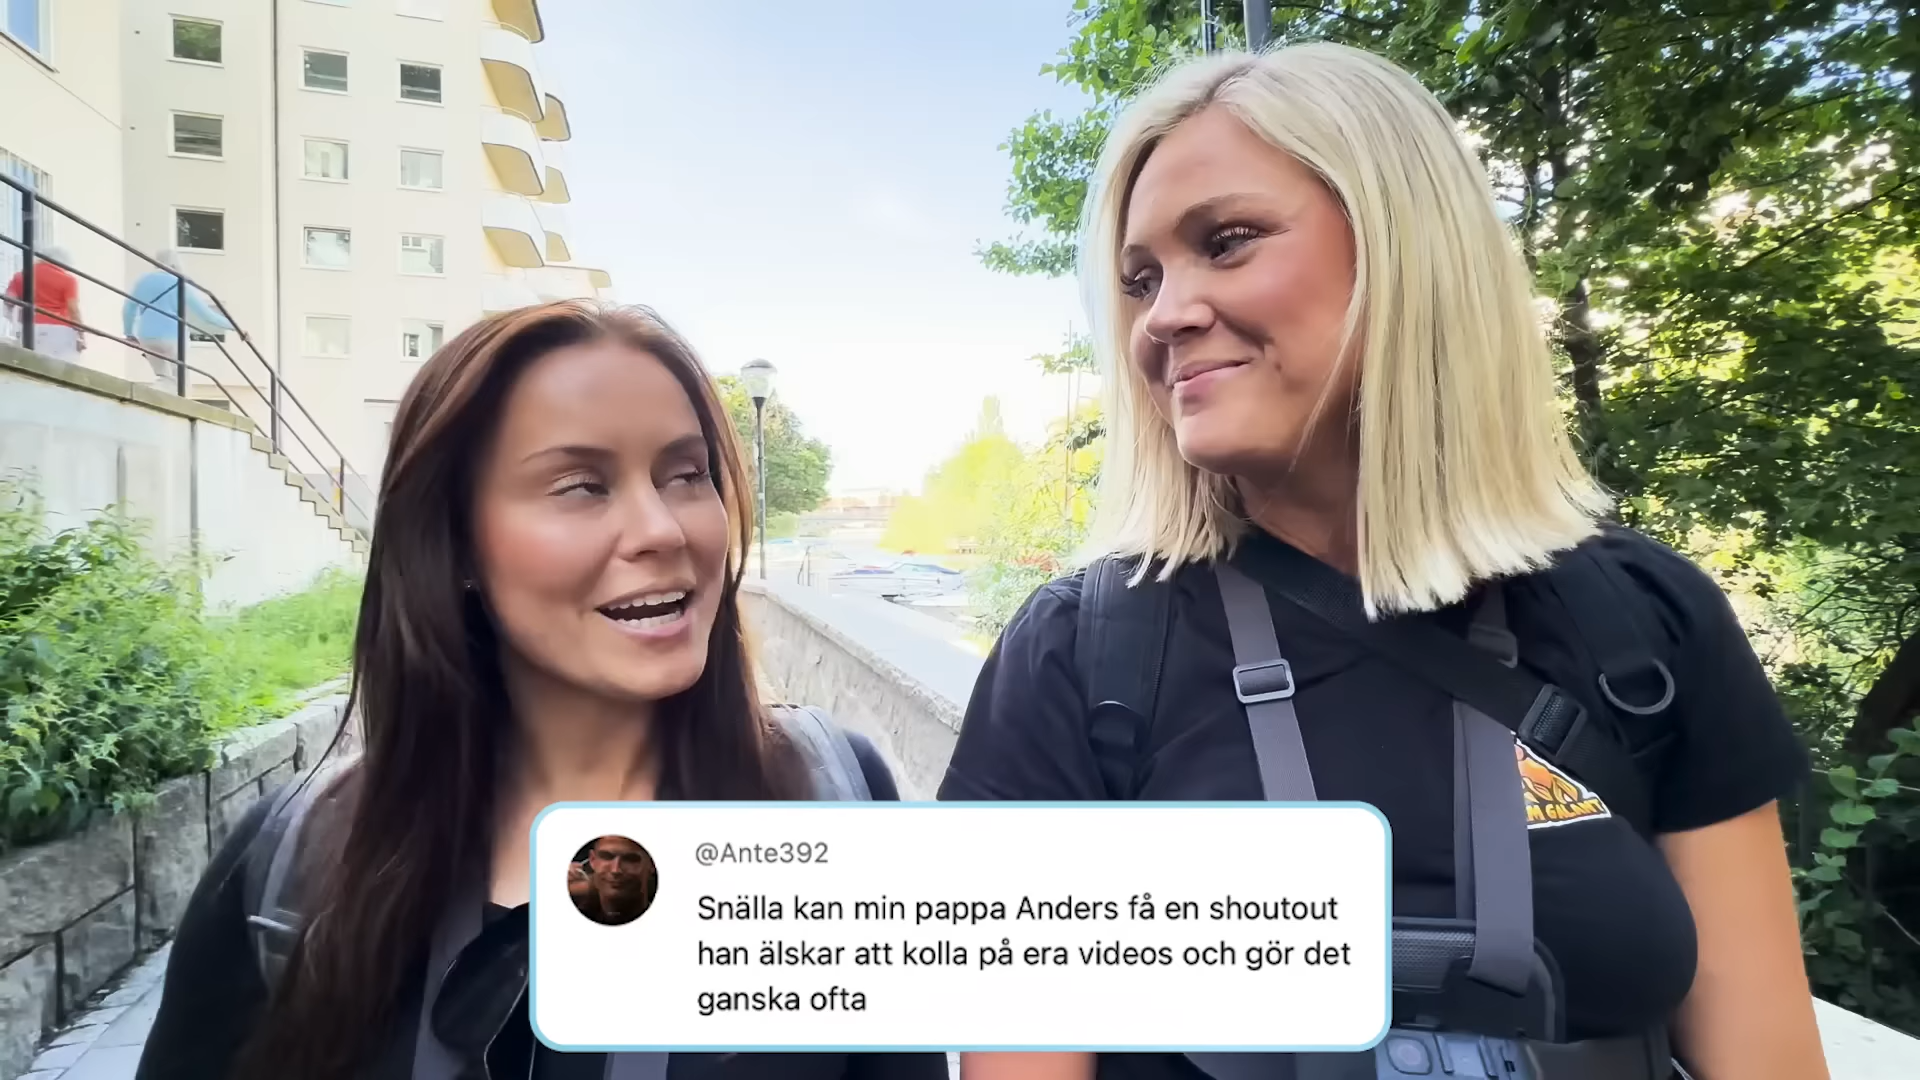 @Ante392
Snälla kan min pappa Anders få en shoutout
han älskar att kolla på era videos och gör det
ganska ofta
M GALANT